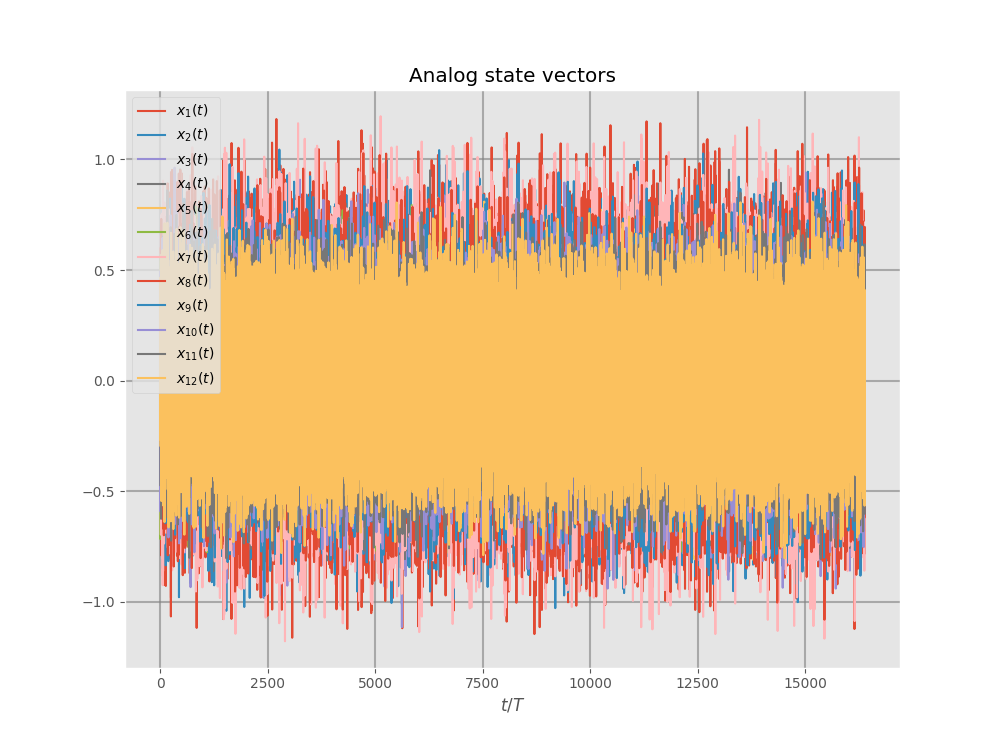 Analog state vectors
x₁(t)
x₂(t)
x₃(t)
x₄(t)
x₅(t)
x₆(t)
x₇(t)
x₈(t)
x₉(t)
x₁₀(t)
x₁₁(t)
x₁₂(t)
1.0
0.5
0.0
−0.5
−1.0
0 2500 5000 7500 10000 12500 15000
t/T